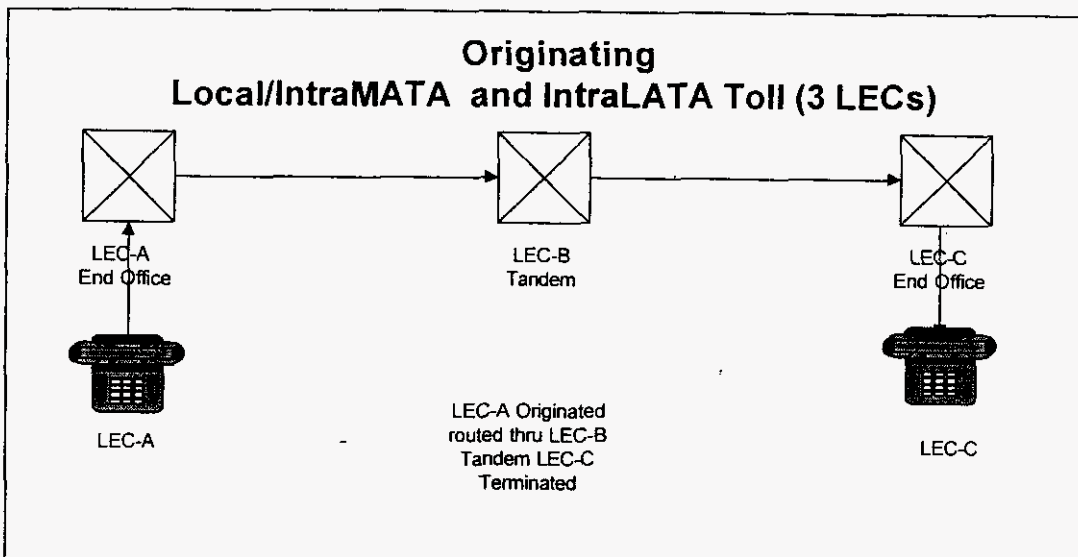 Originating
Local/IntraMATA and IntraLATA Toll (3 LECs)
LEC-A
End Office
LEC-B
Tandem
LEC-C
End Office
LEC-A
LEC-A Originated
routed thru LEC-B
Tandem LEC-C
Terminated
LEC-C